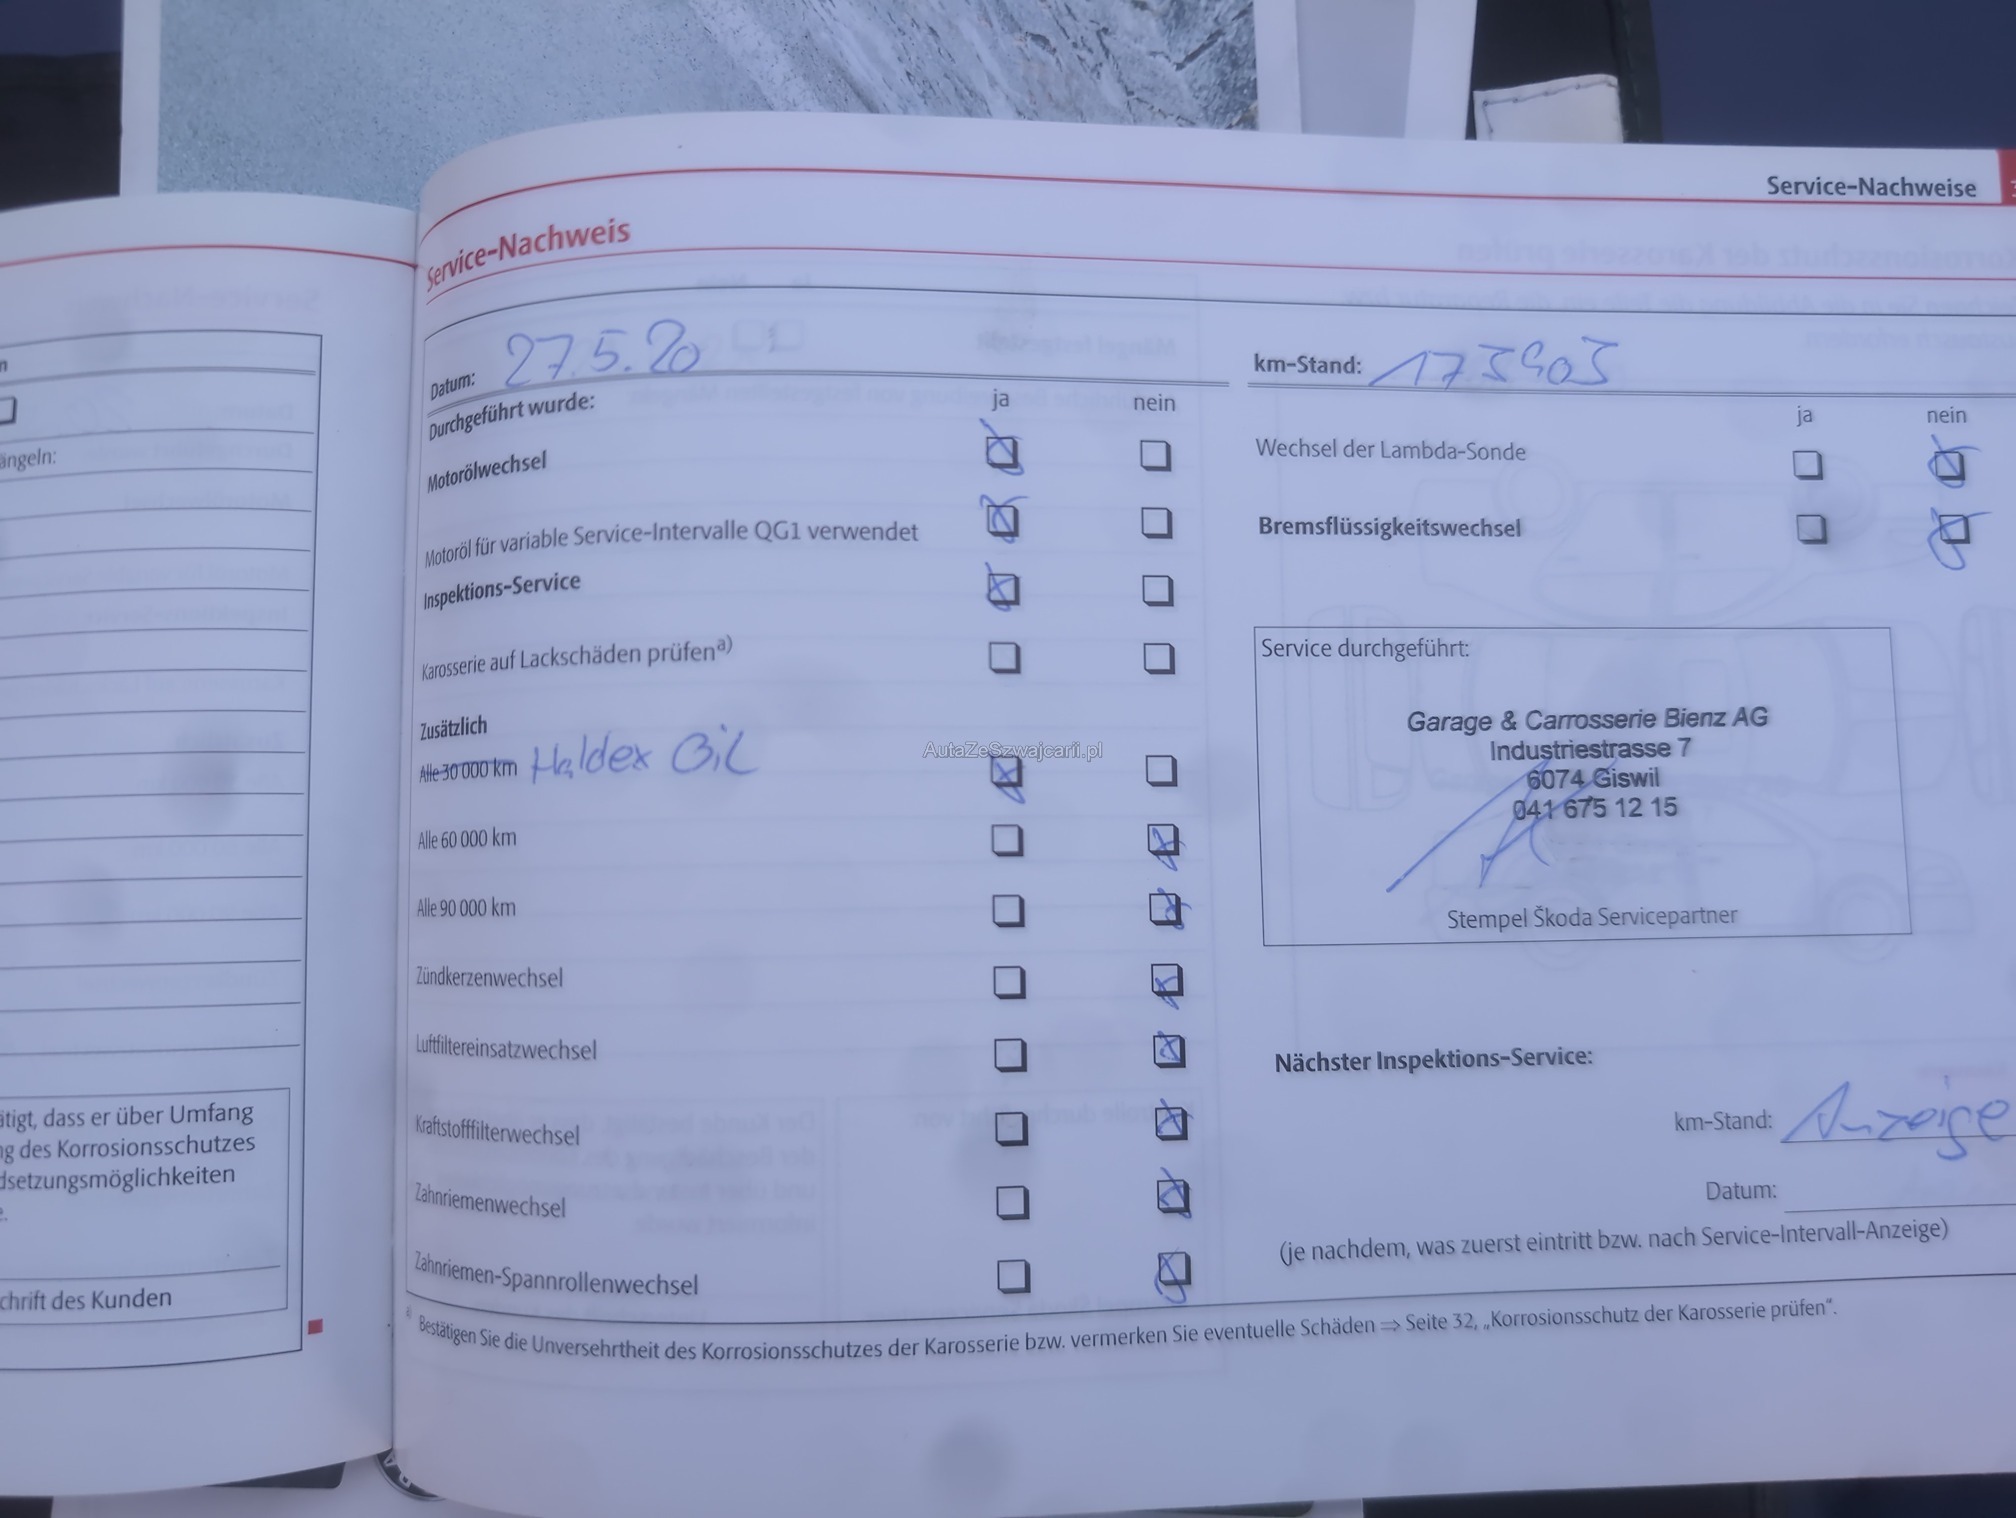 Service-Nachweise
Service-Nachweis
Datum: 27.5.20
km-Stand:
Durchgeführt wurde:
ja nein
ja nein
Motorölwechsel
Wechsel der Lambda-Sonde
Motoröl für variable Service-Intervalle QG1 verwendet
Bremsflüssigkeitswechsel
Inspektions-Service
Karosserie auf Lackschäden prüfen a)
Zusätzlich
Alle 30 000 km Haldex Oil
Alle 60 000 km
Alle 90 000 km
Zündkerzenwechsel
Luftfiltereinsatzwechsel
Kraftstofffilterwechsel
Zahnriemenwechsel
Zahnriemen-Spannrollenwechsel
Service durchgeführt:
Garage & Carrosserie Bienz AG
Industriestrasse 7
6074 Giswil
041 675 12 15
Stempel Škoda Servicepartner
Nächster Inspektions-Service:
km-Stand: Anzeige
Datum:
(je nachdem, was zuerst eintritt bzw. nach Service-Intervall-Anzeige)
a Bestätigen Sie die Unversehrtheit des Korrosionsschutzes der Karosserie bzw. vermerken Sie eventuelle Schäden ⇒ Seite 32, „Korrosionsschutz der Karosserie prüfen“.
ängeln:
ätigt, dass er über Umfang
ng des Korrosionsschutzes
dsetzungsmöglichkeiten
e.
chrift des Kunden
AutaZeSzwajcarii.pl